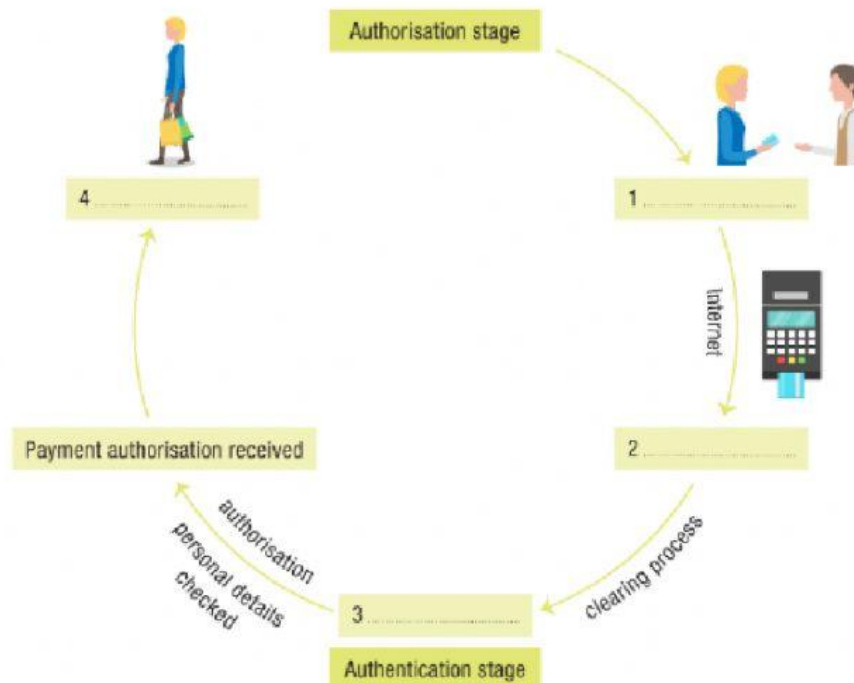 Authorisation stage
1 ........................
Internet
2 ........................
clearing process
3 ........................
Authentication stage
authorisation
personal details
checked
Payment authorisation received
4 ........................